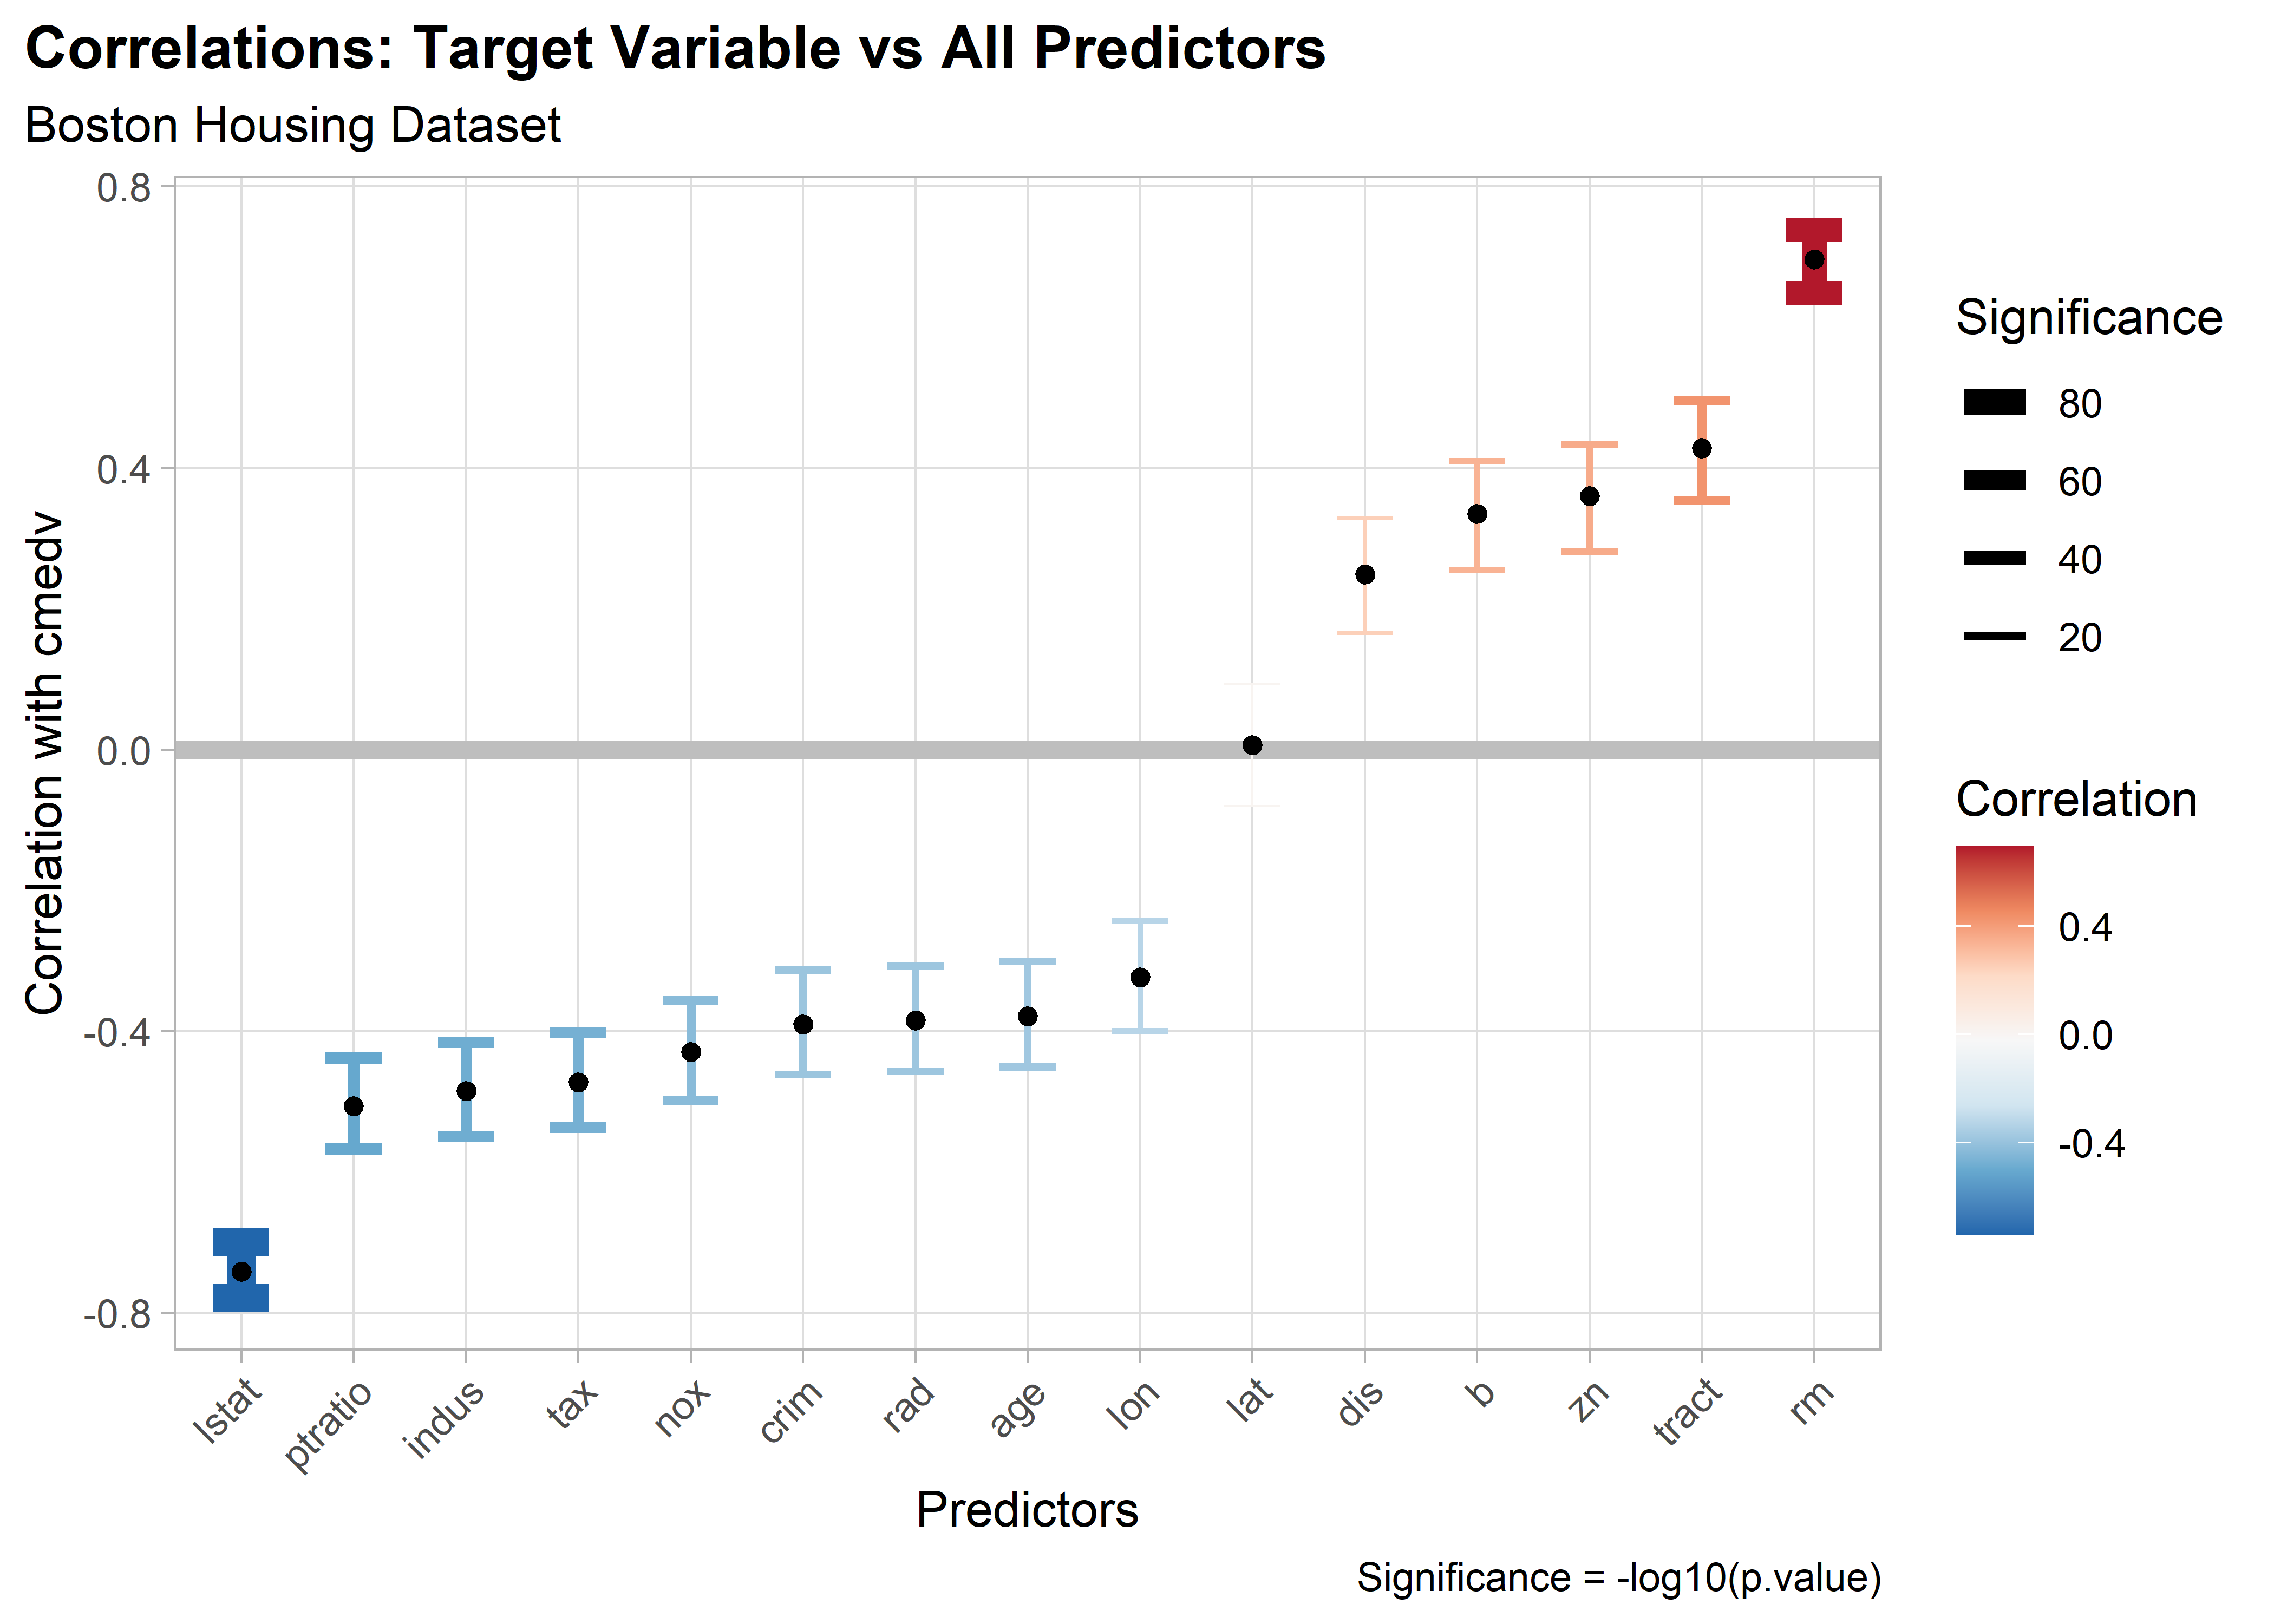 Correlations: Target Variable vs All Predictors
Boston Housing Dataset
Correlation with cmedv
0.8
0.4
0.0
-0.4
-0.8
lstat
ptratio
indus
tax
nox
crim
rad
age
lon
lat
dis
b
zn
tract
rm
Predictors
Significance
80
60
40
20
Correlation
0.4
0.0
-0.4
Significance = -log10(p.value)